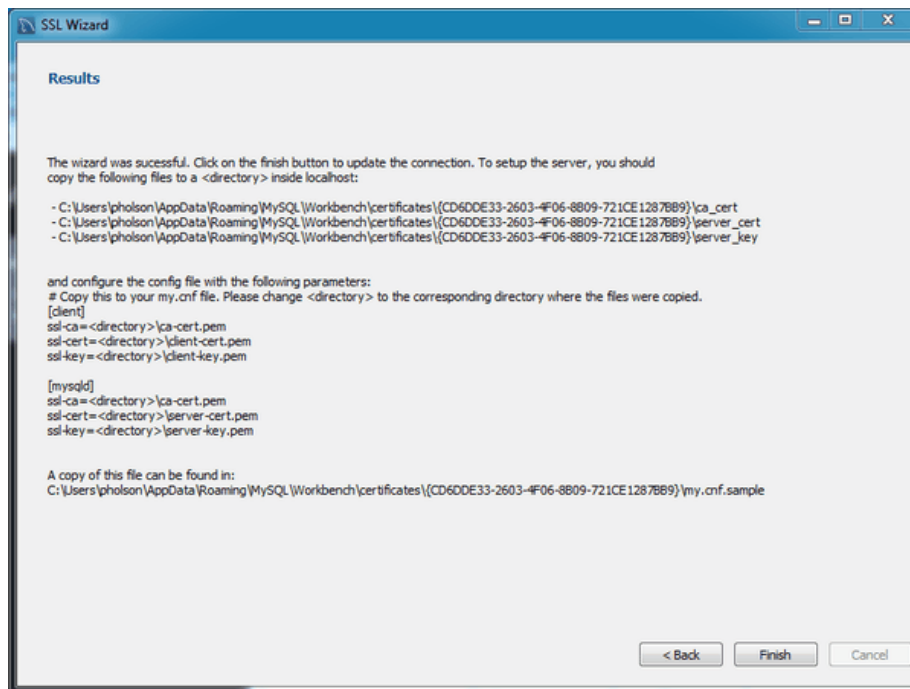 SSL Wizard
Results
The wizard was sucessful. Click on the finish button to update the connection. To setup the server, you should
copy the following files to a <directory> inside localhost:
- C:\Users\pholson\AppData\Roaming\MySQL\Workbench\certificates\{CD6DDE33-2603-4F06-8B09-721CE1287BB9}\ca_cert
- C:\Users\pholson\AppData\Roaming\MySQL\Workbench\certificates\{CD6DDE33-2603-4F06-8B09-721CE1287BB9}\server_cert
- C:\Users\pholson\AppData\Roaming\MySQL\Workbench\certificates\{CD6DDE33-2603-4F06-8B09-721CE1287BB9}\server_key
and configure the config file with the following parameters:
# Copy this to your my.cnf file. Please change <directory> to the corresponding directory where the files were copied.
[client]
ssl-ca=<directory>\ca-cert.pem
ssl-cert=<directory>\client-cert.pem
ssl-key=<directory>\client-key.pem
[mysqld]
ssl-ca=<directory>\ca-cert.pem
ssl-cert=<directory>\server-cert.pem
ssl-key=<directory>\server-key.pem
A copy of this file can be found in:
C:\Users\pholson\AppData\Roaming\MySQL\Workbench\certificates\{CD6DDE33-2603-4F06-8B09-721CE1287BB9}\my.cnf.sample
< Back Finish Cancel